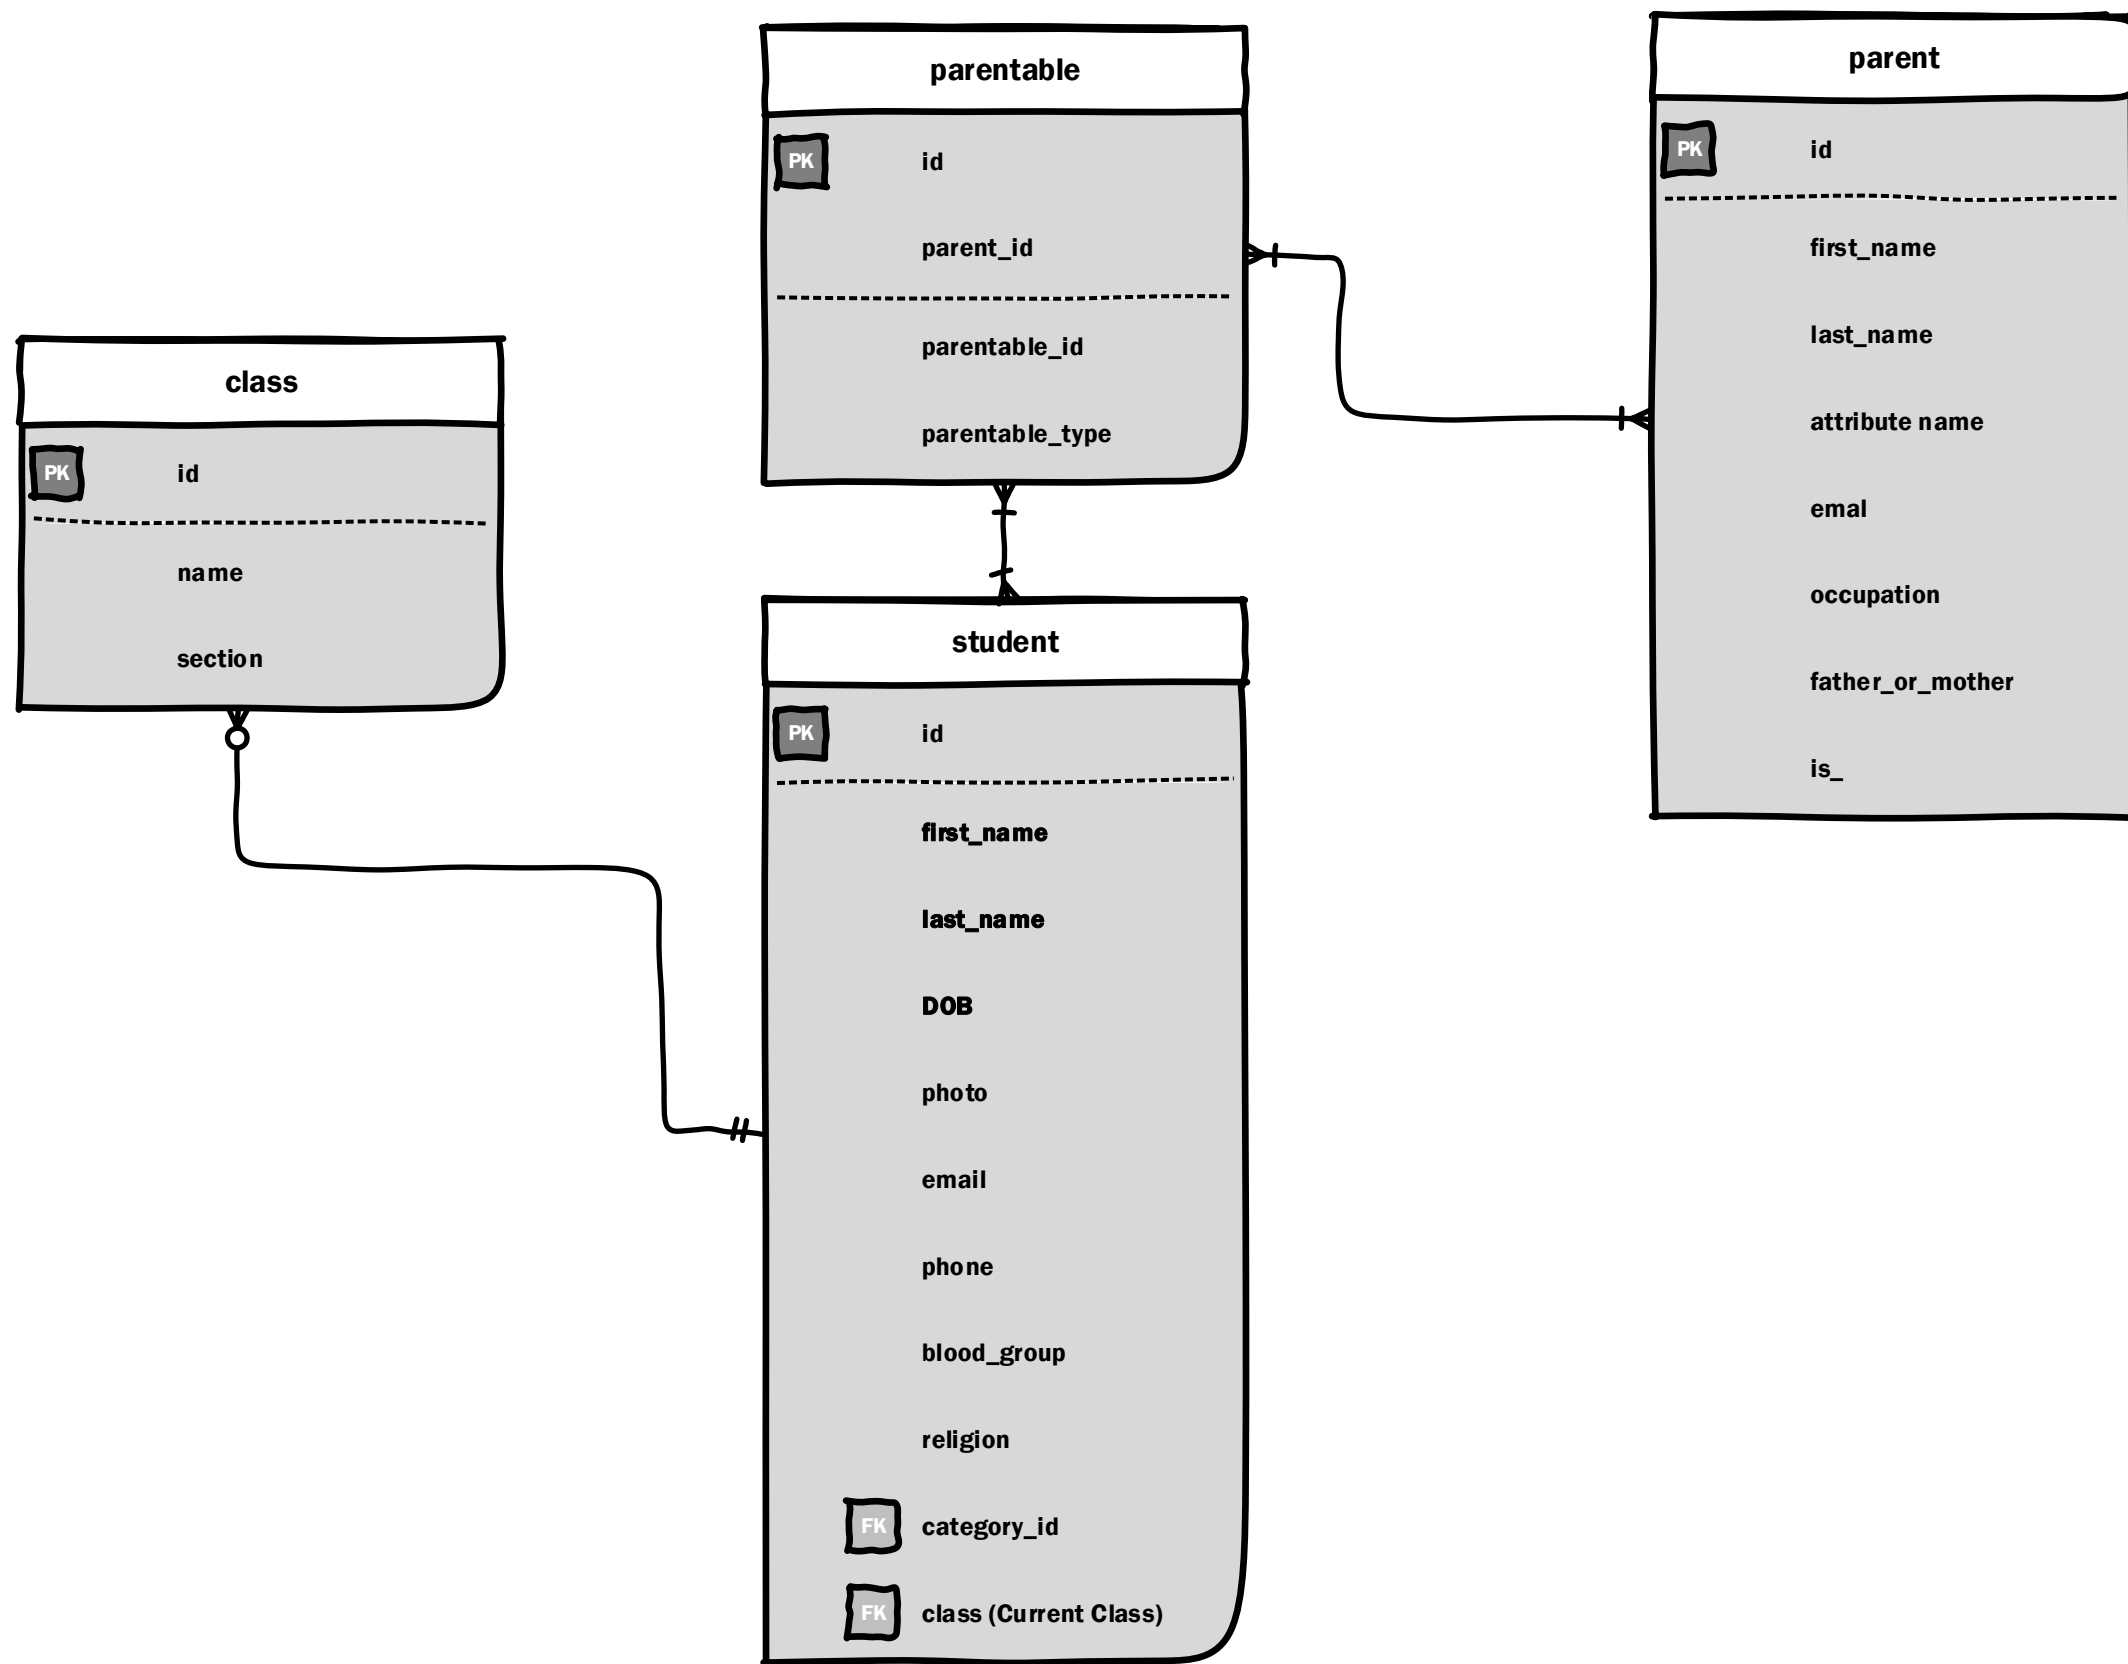 parentable
PK id
parent_id
parentable_id
parentable_type
parent
PK id
first_name
last_name
attribute name
emal
occupation
father_or_mother
is_
class
PK id
name
section
student
PK id
first_name
last_name
DOB
photo
email
phone
blood_group
religion
FK category_id
FK class (Current Class)